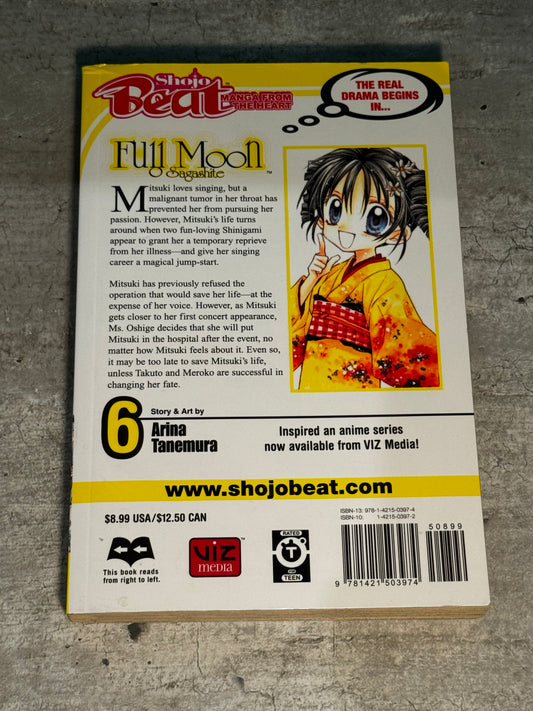 Shojo
Beat™
MANGA FROM
THE HEART
THE REAL
DRAMA BEGINS
IN...
Full Moon
Sagashite™
Mitsuki loves singing, but a
malignant tumor in her throat has
prevented her from pursuing her
passion. However, Mitsuki's life turns
around when two fun-loving Shinigami
appear to grant her a temporary reprieve
from her illness—and give her singing
career a magical jump-start.
Mitsuki has previously refused the
operation that would save her life—at the
expense of her voice. However, as Mitsuki
gets closer to her first concert appearance,
Ms. Oshige decides that she will put
Mitsuki in the hospital after the event, no
matter how Mitsuki feels about it. Even so,
it may be too late to save Mitsuki's life,
unless Takuto and Meroko are successful in
changing her fate.
6
Story & Art by
Arina
Tanemura
Inspired an anime series
now available from VIZ Media!
www.shojobeat.com
$8.99 USA/$12.50 CAN
ISBN-13: 978-1-4215-0397-4
ISBN-10: 1-4215-0397-2
50899
9 781421 503974
This book reads
from right to left.
VIZ
MEDIA
RATED
T
FOR
TEEN